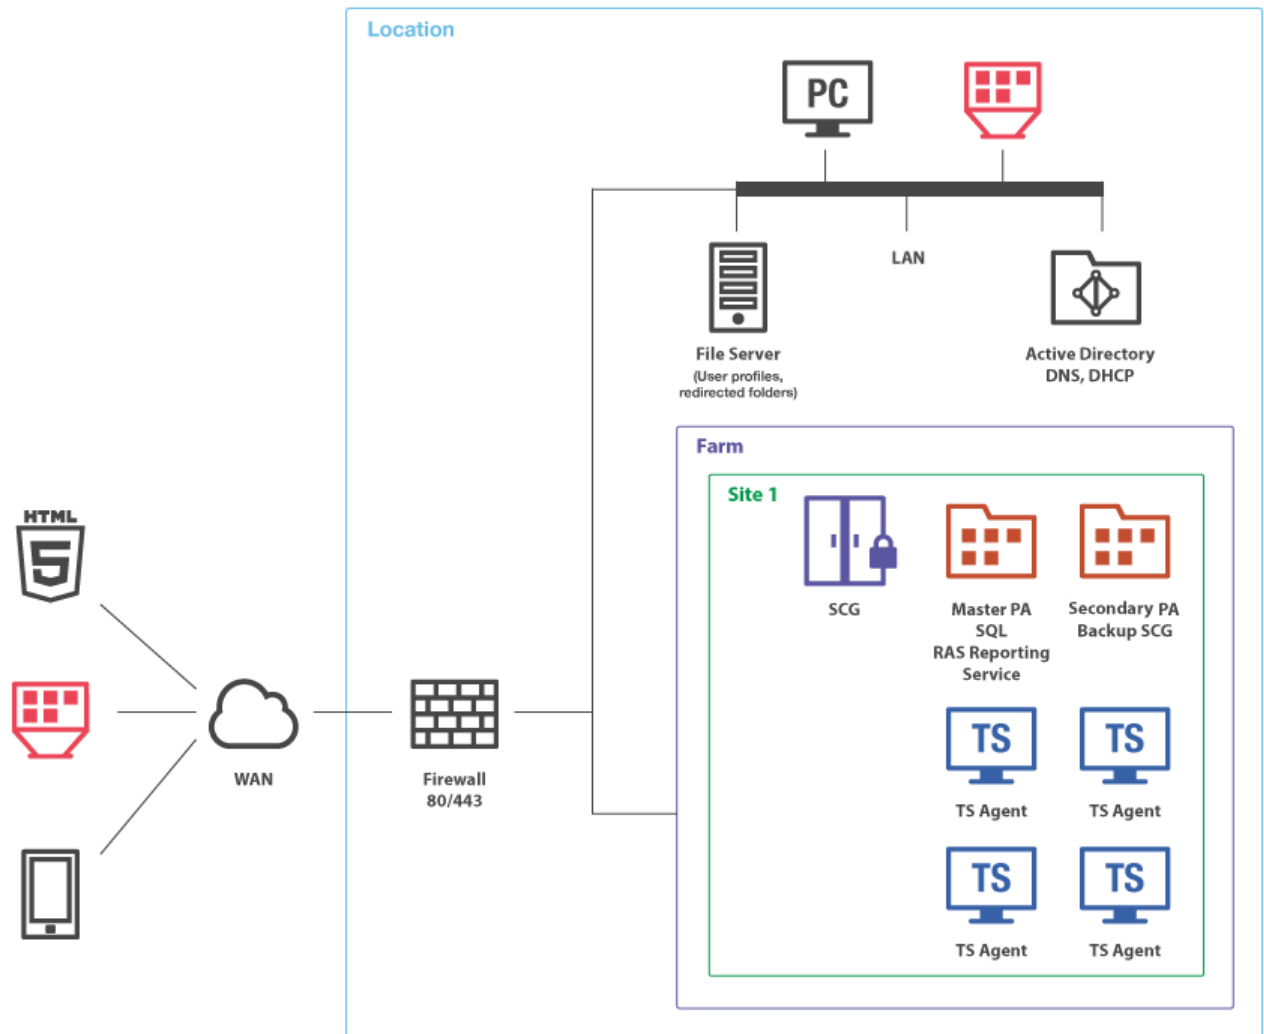 Location
PC
LAN
File Server
(User profiles,
redirected folders)
Active Directory
DNS, DHCP
Farm
Site 1
HTML
5
SCG
Master PA
SQL
RAS Reporting
Service
Secondary PA
Backup SCG
WAN
Firewall
80/443
TS
TS
TS Agent
TS Agent
TS
TS
TS Agent
TS Agent